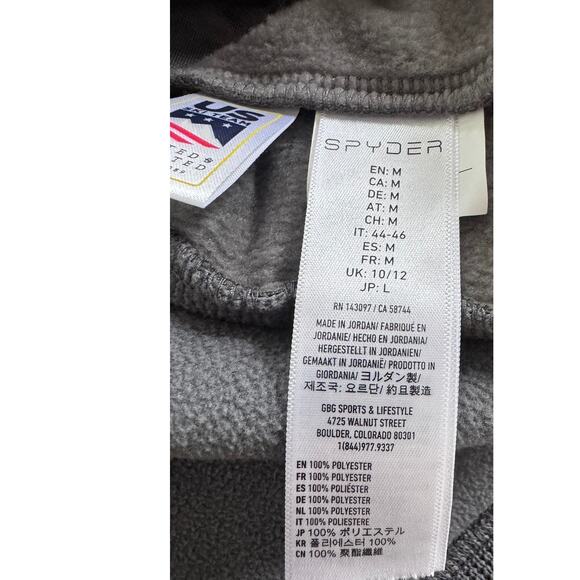 US
SKI TEAM
SPYDER
EN: M
CA: M
DE: M
AT: M
CH: M
IT: 44-46
ES: M
FR: M
UK: 10/12
JP: L
RN 143097 / CA 58744
MADE IN JORDAN/ FABRIQUÉ EN
JORDANIE/ HECHO EN JORDANIA/
HERGESTELLT IN JORDANIEN/
GEMAAKT IN JORDANIË/ PRODOTTO IN
GIORDANIA/ ヨルダン製/
제조국: 요르단/ 約旦製造
GBG SPORTS & LIFESTYLE
4725 WALNUT STREET
BOULDER, COLORADO 80301
1(844)977.9337
EN 100% POLYESTER
FR 100% POLYESTER
ES 100% POLIÉSTER
DE 100% POLYESTER
NL 100% POLYESTER
IT 100% POLIESTERE
JP 100% ポリエステル
KR 폴리에스터 100%
CN 100% 聚酯纖維